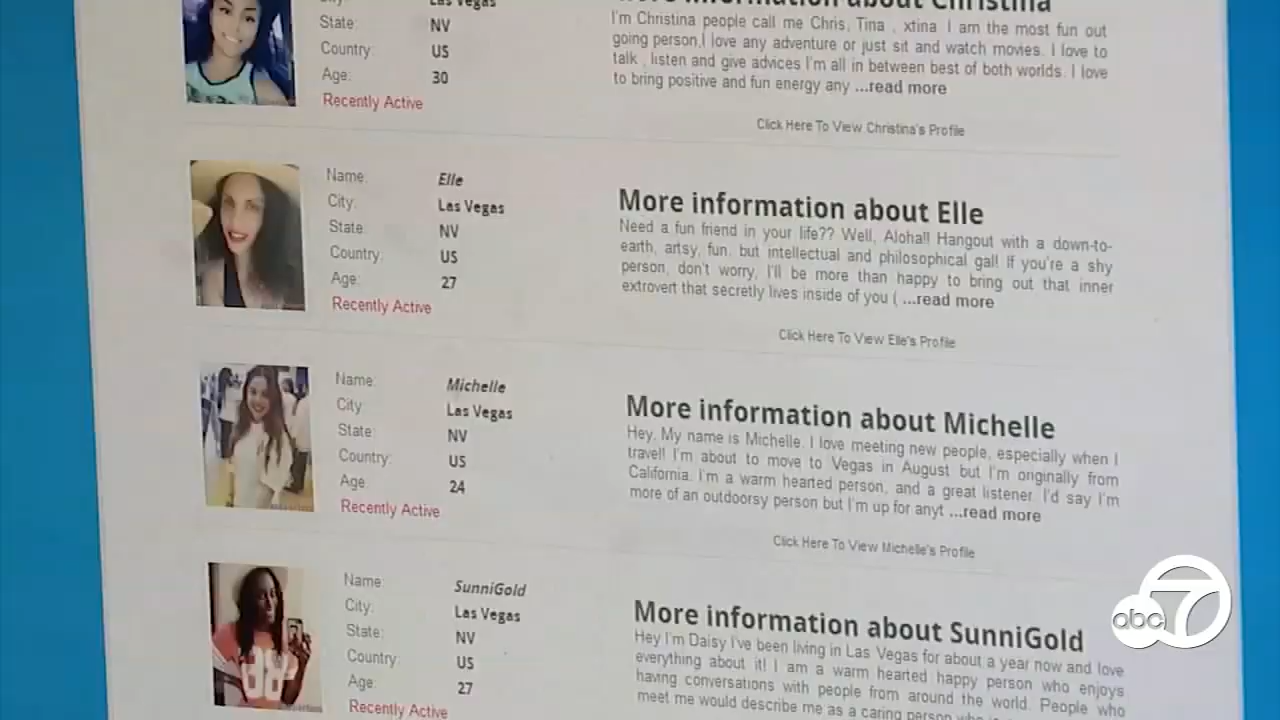 City: Las Vegas
State: NV
Country: US
Age: 30
Recently Active
More information about Christina
I'm Christina people call me Chris, Tina , xtina I am the most fun out
going person,I love any adventure or just sit and watch movies. I love to
talk , listen and give advices I'm all in between best of both worlds. I love
to bring positive and fun energy any ...read more
Click Here To View Christina's Profile
Name: Elle
City: Las Vegas
State: NV
Country: US
Age: 27
Recently Active
More information about Elle
Need a fun friend in your life?? Well, Aloha!! Hangout with a down-to-
earth, artsy, fun, but intellectual and philosophical gal! If you're a shy
person, don't worry, I'll be more than happy to bring out that inner
extrovert that secretly lives inside of you ( ...read more
Click Here To View Elle's Profile
Name: Michelle
City: Las Vegas
State: NV
Country: US
Age: 24
Recently Active
More information about Michelle
Hey, My name is Michelle. I love meeting new people, especially when I
travel! I'm about to move to Vegas in August but I'm originally from
California. I'm a warm hearted person, and a great listener. I'd say I'm
more of an outdoorsy person but I'm up for anyt ...read more
Click Here To View Michelle's Profile
Name: SunniGold
City: Las Vegas
State: NV
Country: US
Age: 27
Recently Active
More information about SunniGold
Hey I'm Daisy I've been living in Las Vegas for about a year now and love
everything about it! I am a warm hearted happy person who enjoys
having conversations with people from around the world. People who
meet me would describe me as a caring person who
88
abc 7